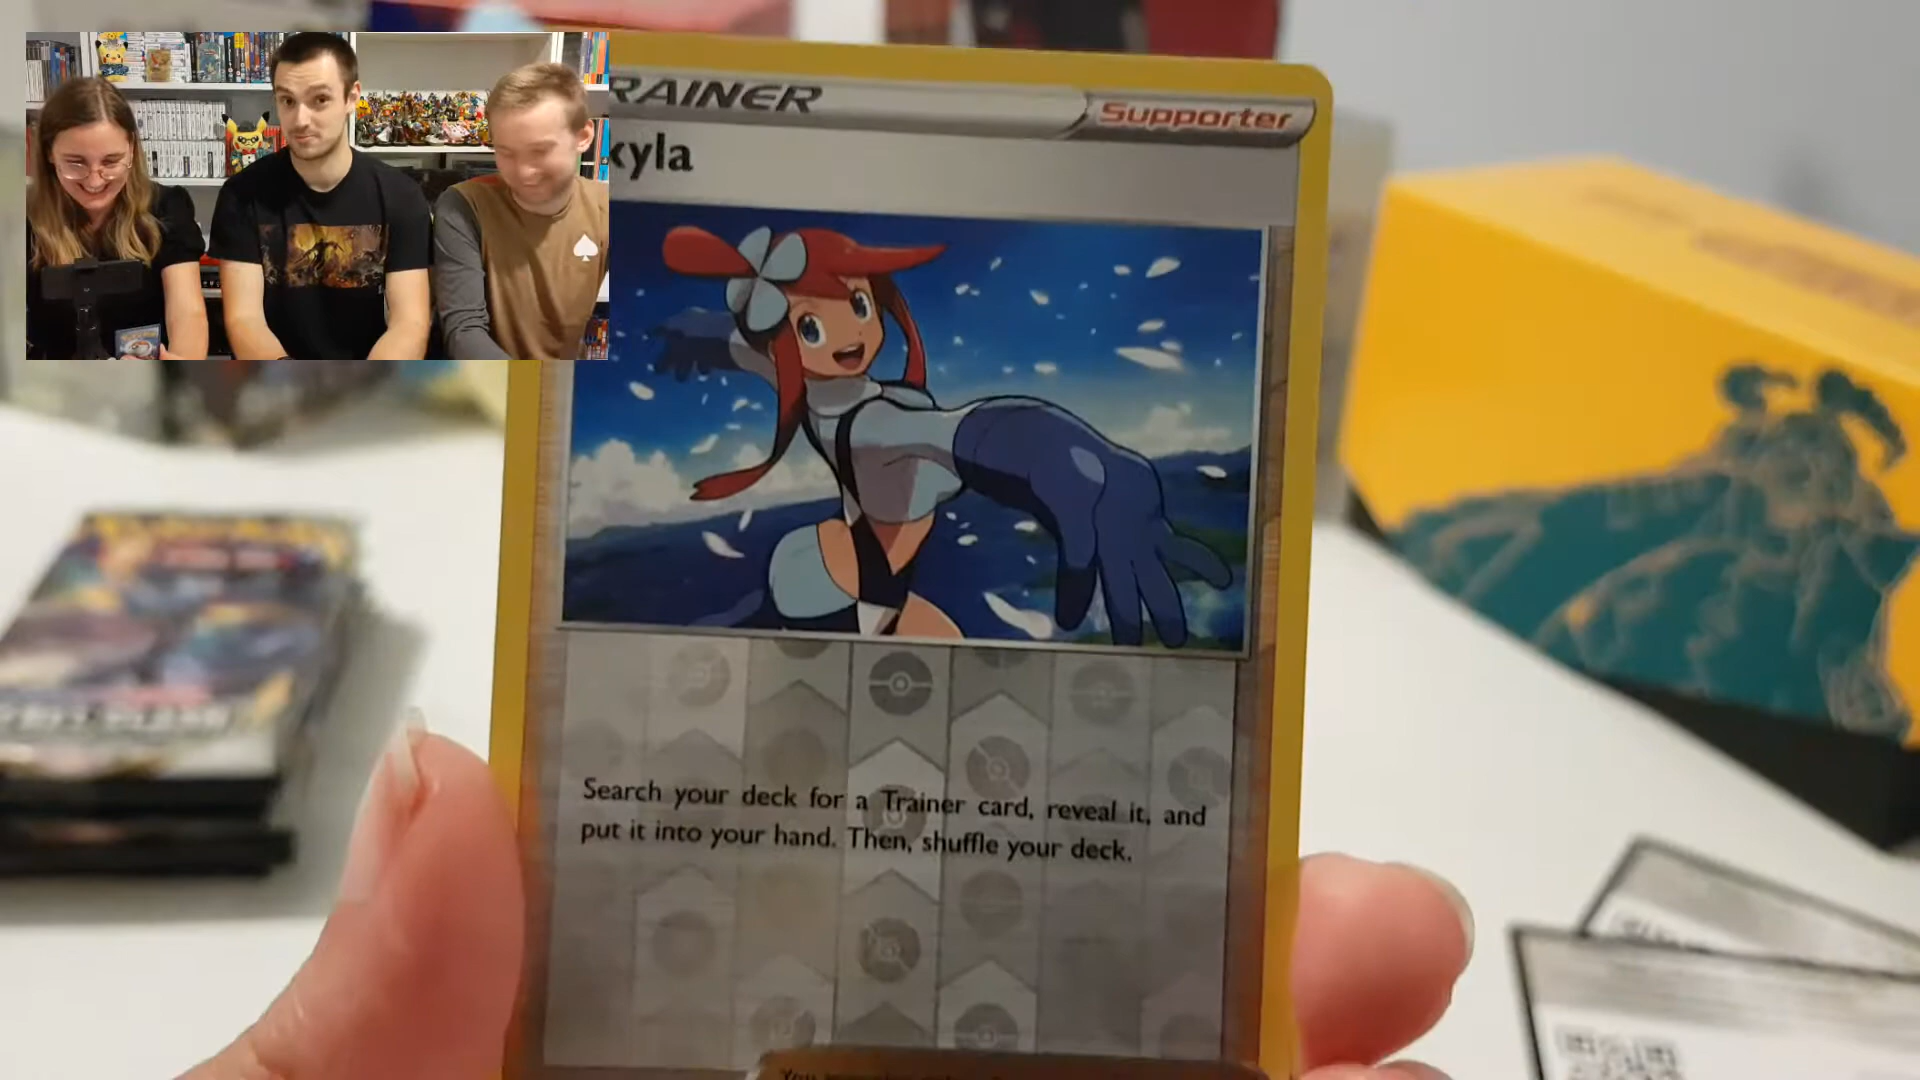 RAINER
Supporter
kyla
Search your deck for a Trainer card, reveal it, and
put it into your hand. Then, shuffle your deck.
You